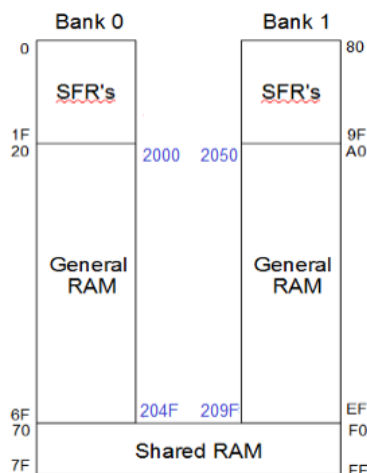 Bank 0 Bank 1
0 80
SFR's SFR's
1F 9F
20 A0
2000 2050
General RAM General RAM
204F 209F
6F EF
70 F0
Shared RAM
7F FF